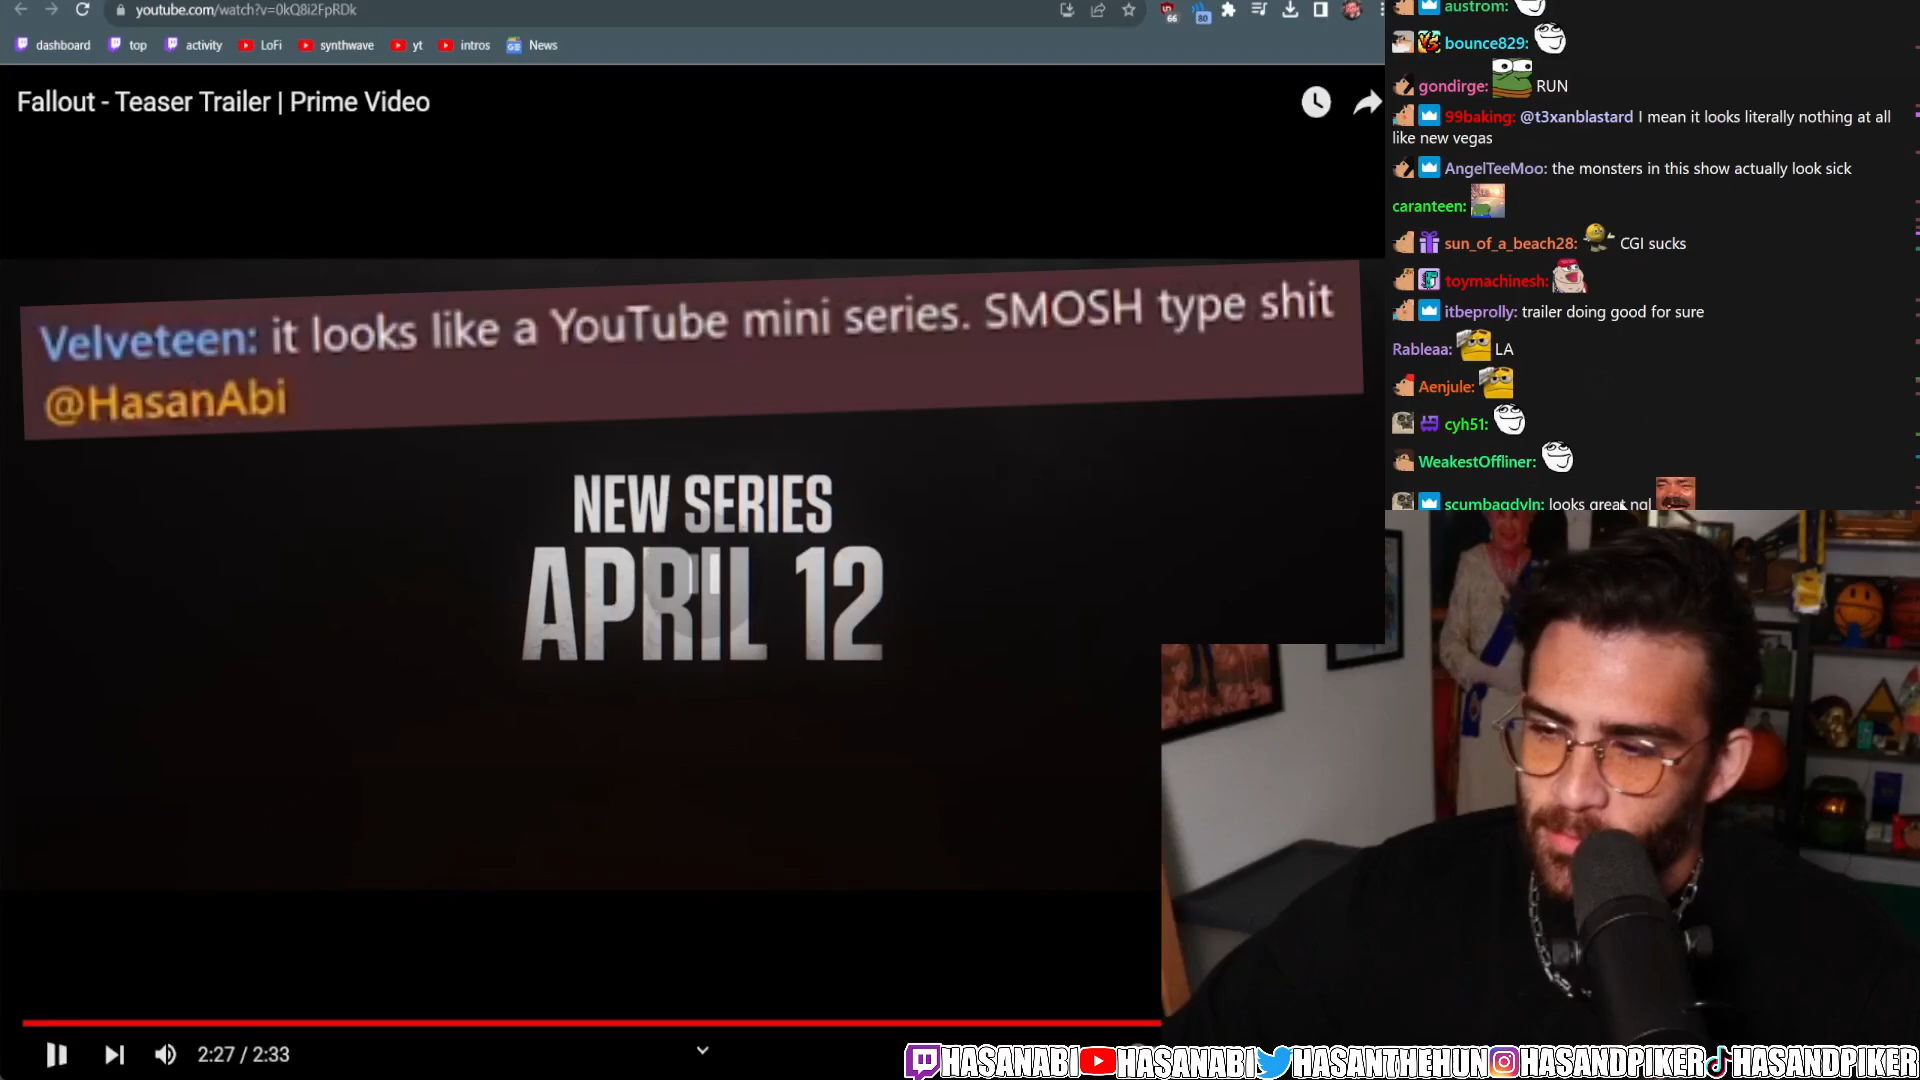 youtube.com/watch?v=0kQ8i2FpRDk
dashboard top activity LoFi synthwave yt intros News
66
80
Fallout - Teaser Trailer | Prime Video
Velveteen: it looks like a YouTube mini series. SMOSH type shit
@HasanAbi
NEW SERIES
APRIL 12
2:27 / 2:33
austrom:
bounce829:
gondirge: RUN
99baking: @t3xanblastard I mean it looks literally nothing at all
like new vegas
AngelTeeMoo: the monsters in this show actually look sick
caranteen:
sun_of_a_beach28: CGI sucks
toymachinesh:
itbeprolly: trailer doing good for sure
Rableaa: LA
Aenjule:
cyh51:
WeakestOffliner:
scumbagdyln: looks great ngl
HASANABI HASANABI HASANTHEHUN HASANDPIKER HASANDPIKER